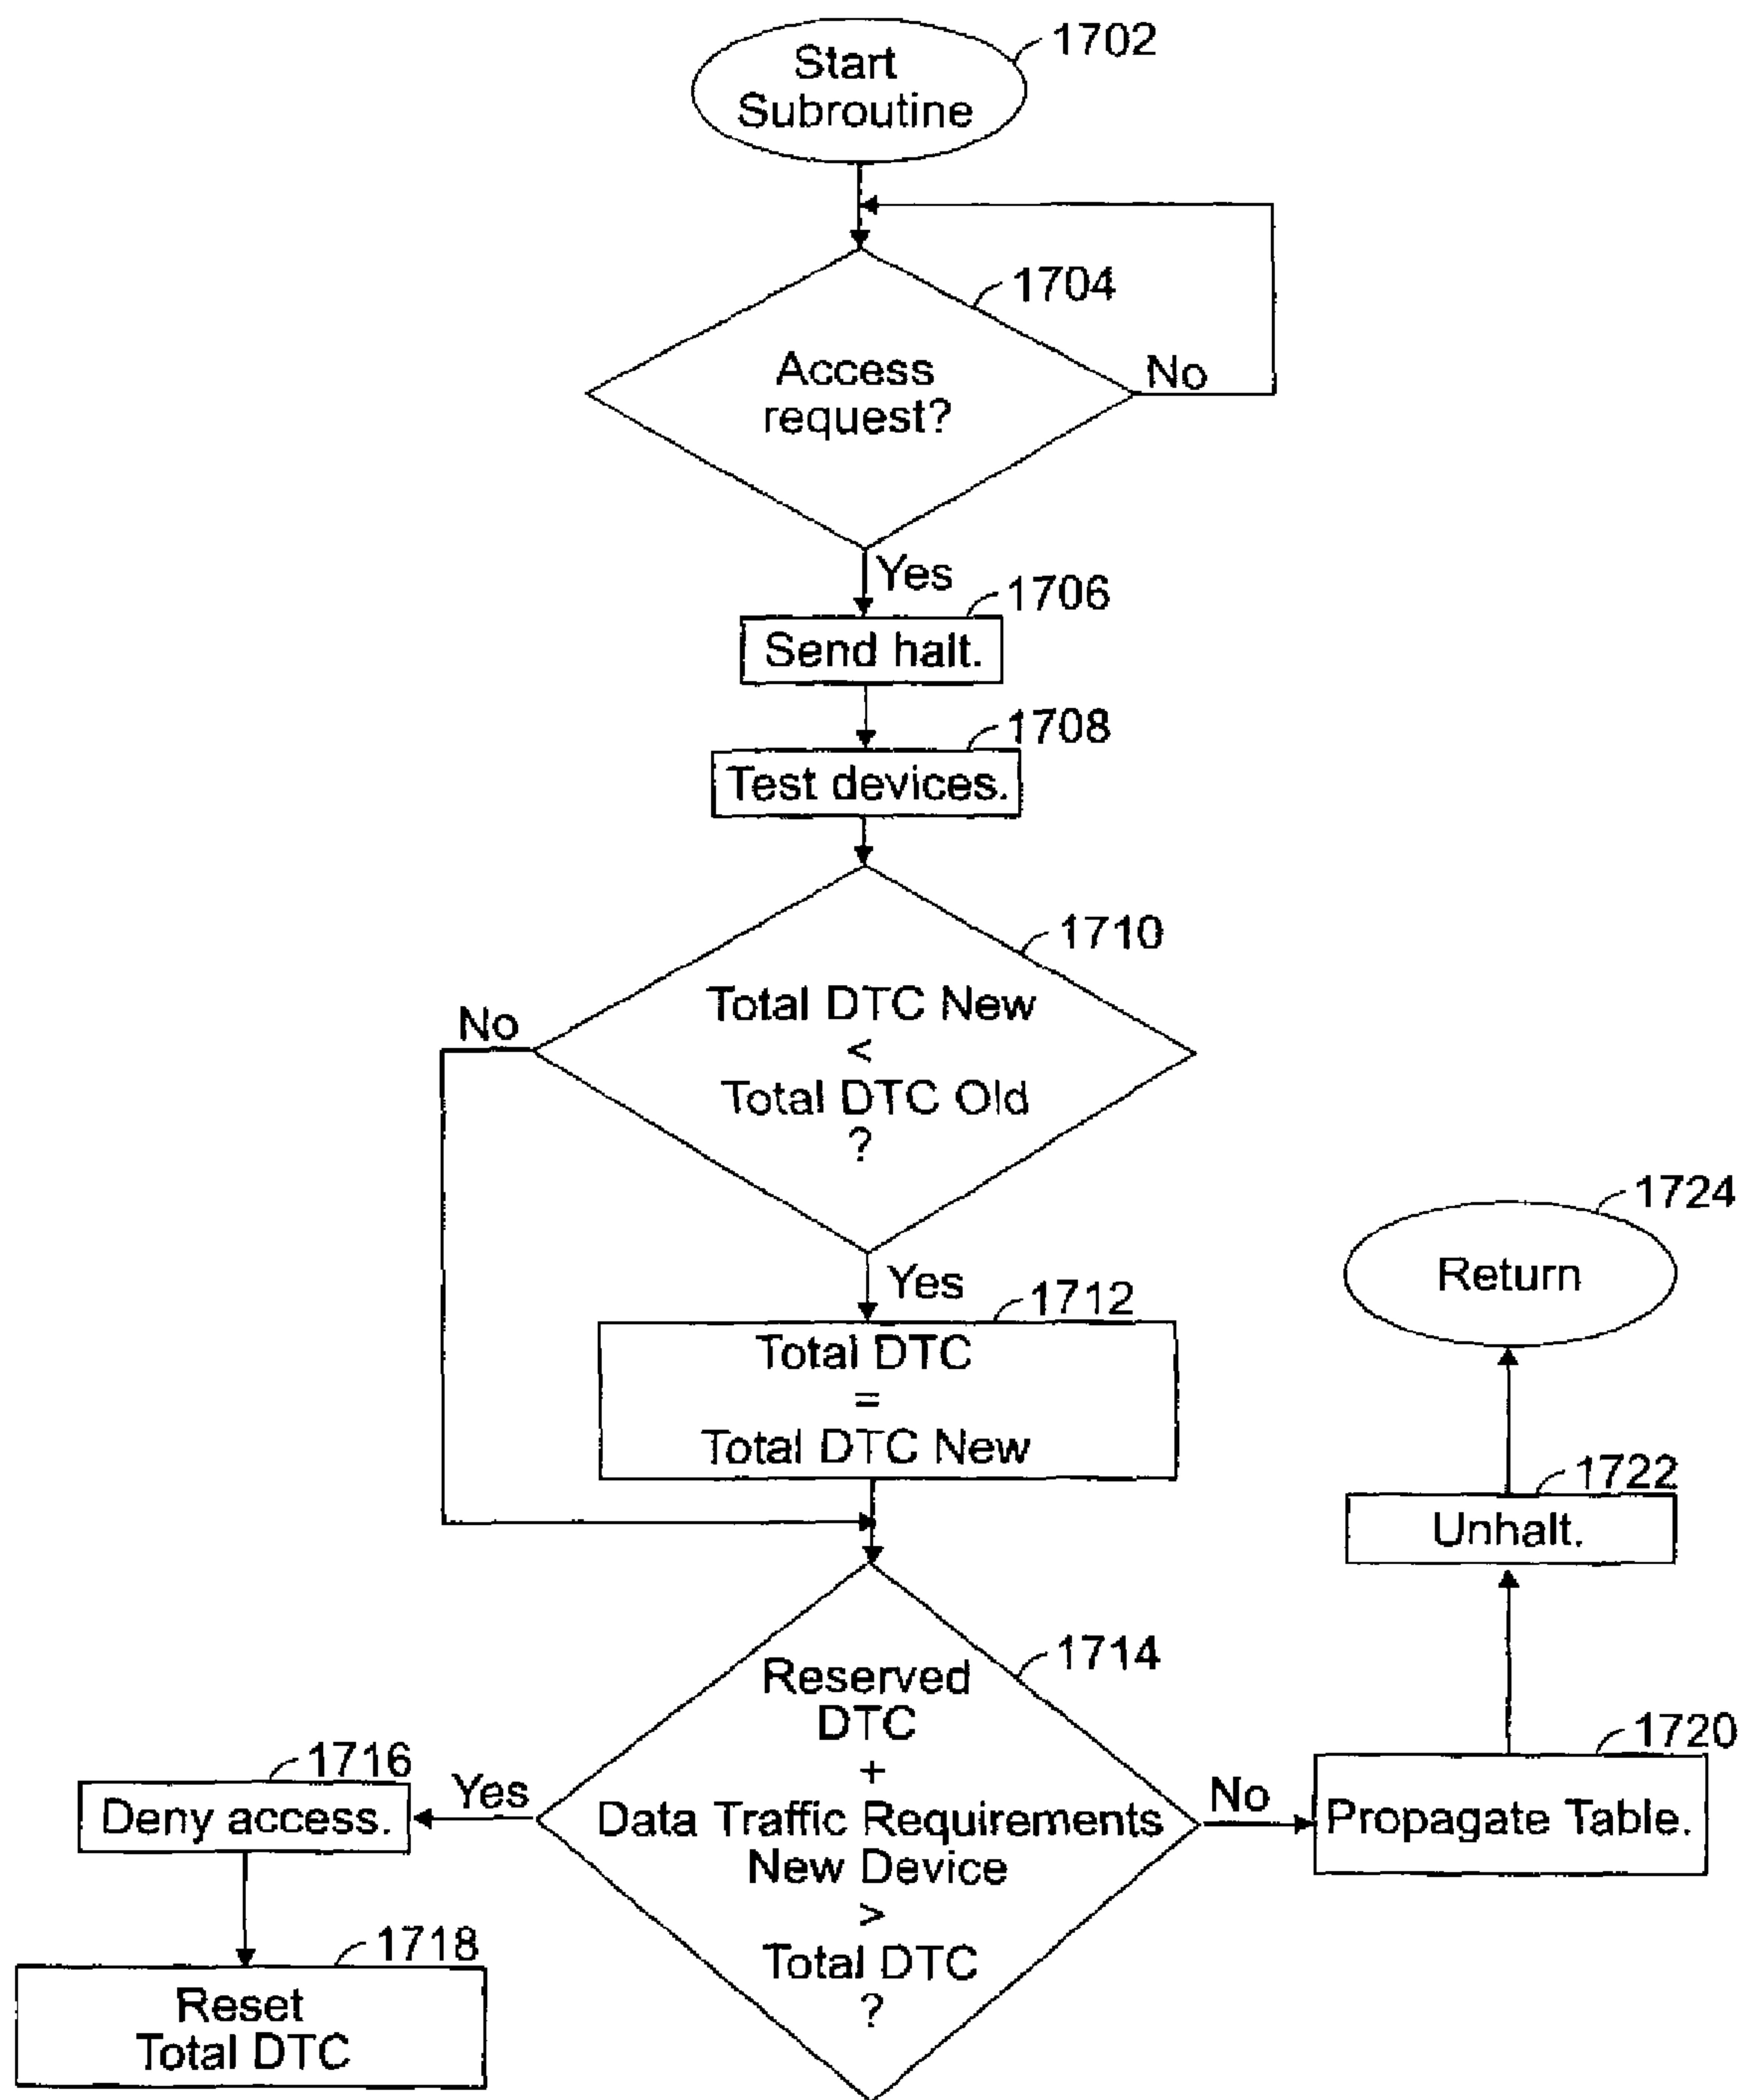 1702
Start
Subroutine
1704
Access
request?
No
Yes
1706
Send halt.
1708
Test devices.
1710
Total DTC New
<
Total DTC Old
?
No
Yes
1712
Total DTC
=
Total DTC New
1714
Reserved
DTC
+
Data Traffic Requirements
New Device
>
Total DTC
?
Yes
1716
Deny access.
1718
Reset
Total DTC
No
1720
Propagate Table.
1722
Unhalt.
1724
Return